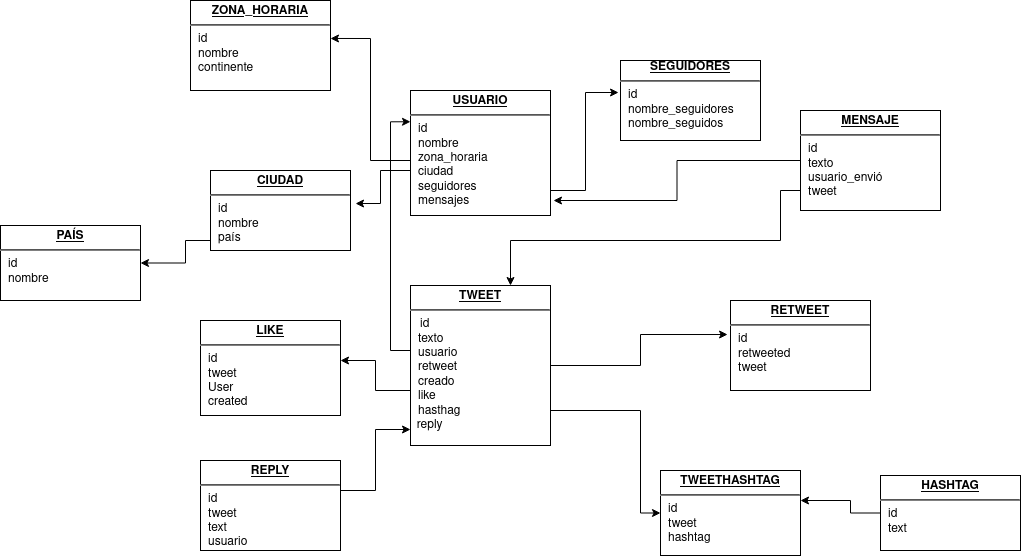 ZONA_HORARIA
id
nombre
continente
USUARIO
id
nombre
zona_horaria
ciudad
seguidores
mensajes
SEGUIDORES
id
nombre_seguidores
nombre_seguidos
MENSAJE
id
texto
usuario_envió
tweet
CIUDAD
id
nombre
país
PAÍS
id
nombre
TWEET
id
texto
usuario
retweet
creado
like
hasthag
reply
RETWEET
id
retweeted
tweet
LIKE
id
tweet
User
created
REPLY
id
tweet
text
usuario
TWEETHASHTAG
id
tweet
hashtag
HASHTAG
id
text